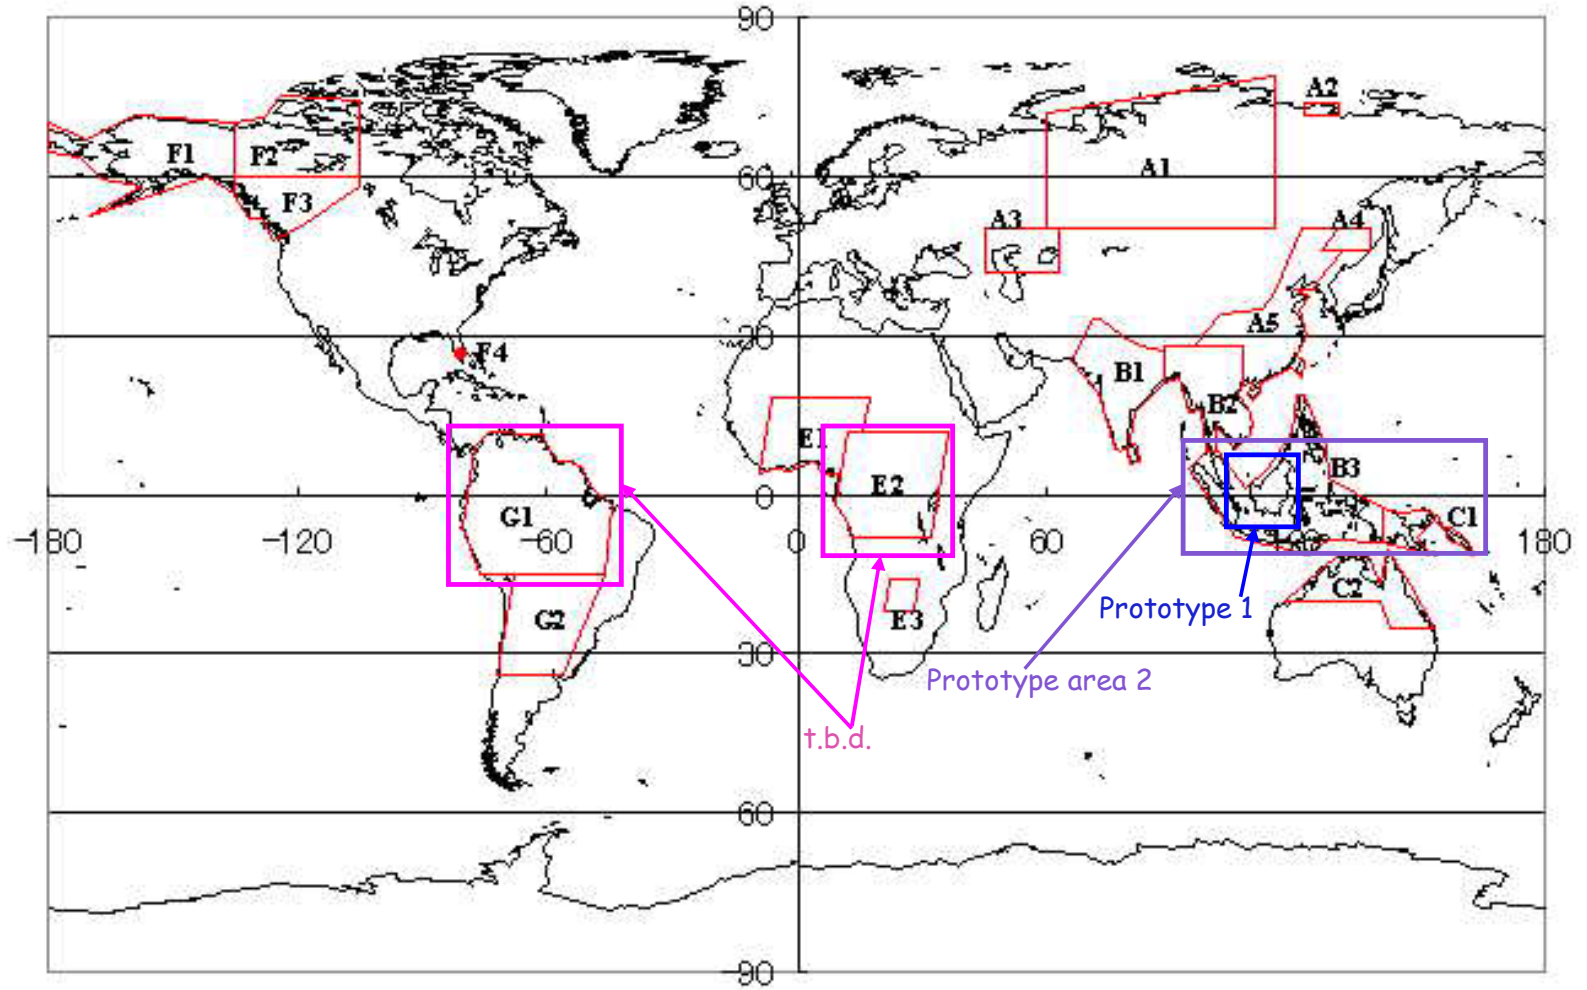 90
A2
F1
F2
60
A1
F3
A3
A4
A5
30
F4
B1
B2
E1
B3
E2
0
G1
C1
−180
−120
−60
0
60
180
C2
Prototype 1
E3
G2
30
Prototype area 2
t.b.d.
60
−90